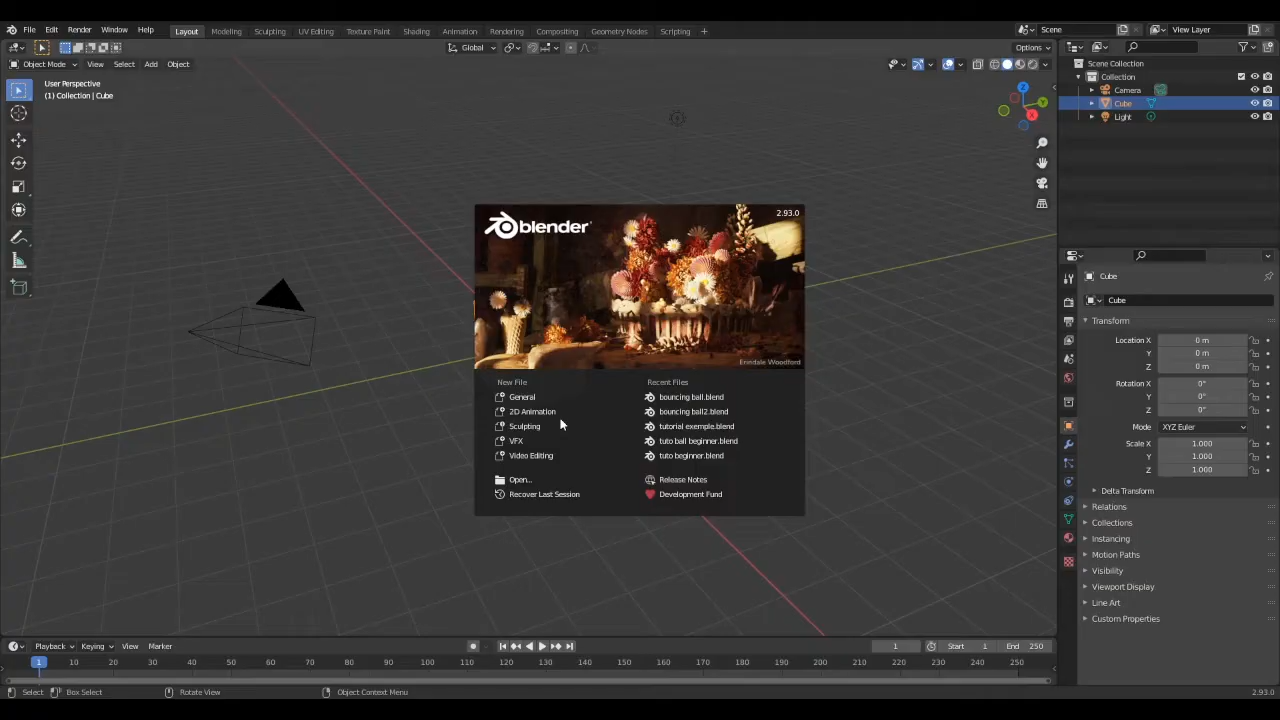 File Edit Render Window Help Layout Modeling Sculpting UV Editing Texture Paint Shading Animation Rendering Compositing Geometry Nodes Scripting + Scene View Layer
Global Options
Object Mode View Select Add Object
User Perspective
(1) Collection | Cube
Z
Y
X
Scene Collection
Collection
Camera
Cube
Light
blender
2.93.0
Erindale Woodford
New File
General
2D Animation
Sculpting
VFX
Video Editing
Open...
Recover Last Session
Recent Files
bouncing ball.blend
bouncing ball2.blend
tutorial exemple.blend
tuto ball beginner.blend
tuto beginner.blend
Release Notes
Development Fund
Cube
Cube
Transform
Location X 0 m
Y 0 m
Z 0 m
Rotation X 0°
Y 0°
Z 0°
Mode XYZ Euler
Scale X 1.000
Y 1.000
Z 1.000
Delta Transform
Relations
Collections
Instancing
Motion Paths
Visibility
Viewport Display
Line Art
Custom Properties
Playback Keying View Marker 1 Start 1 End 250
1 10 20 30 40 50 60 70 80 90 100 110 120 130 140 150 160 170 180 190 200 210 220 230 240 250
Select Box Select Rotate View Object Context Menu 2.93.0